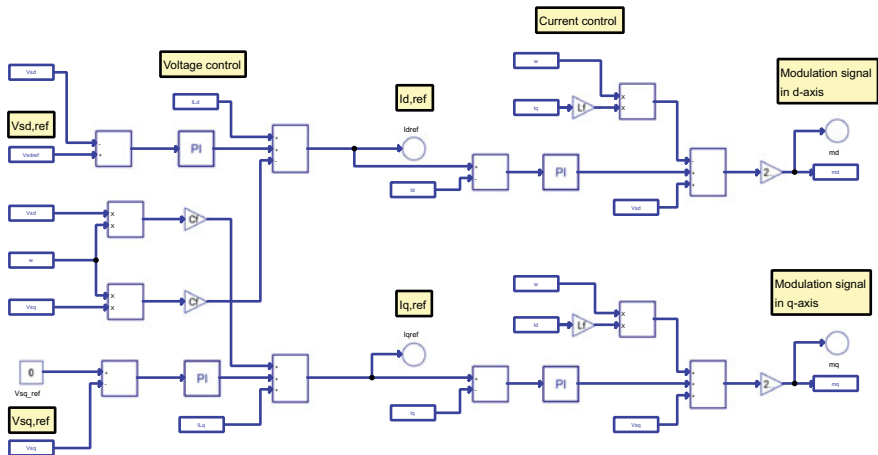 Current control
Voltage control
Vsd
w
Modulation signal
in d-axis
ILd
Id,ref
Iq
Lf
x
x
Vsd,ref
Idref
-
+
PI
+
+
-
-
+
+
2...
md
md
Vsdref
+
-
PI
Id
Vsd
Vsd
x
x
Cf
w
Vsq
x
x
Cf
Iq,ref
w
Modulation signal
in q-axis
Id
Lf
x
x
Iqref
0
Vsq_ref
+
-
PI
+
+
+
+
-
PI
+
+
+
2...
mq
mq
Vsq,ref
Vsq
ILq
Iq
Vsq